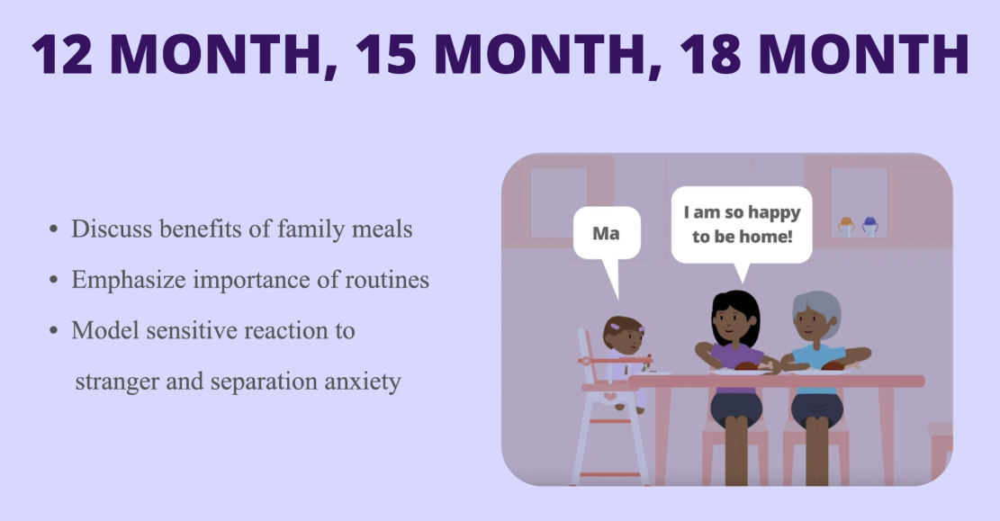 12 MONTH, 15 MONTH, 18 MONTH
• Discuss benefits of family meals
• Emphasize importance of routines
• Model sensitive reaction to
stranger and separation anxiety
Ma
I am so happy
to be home!